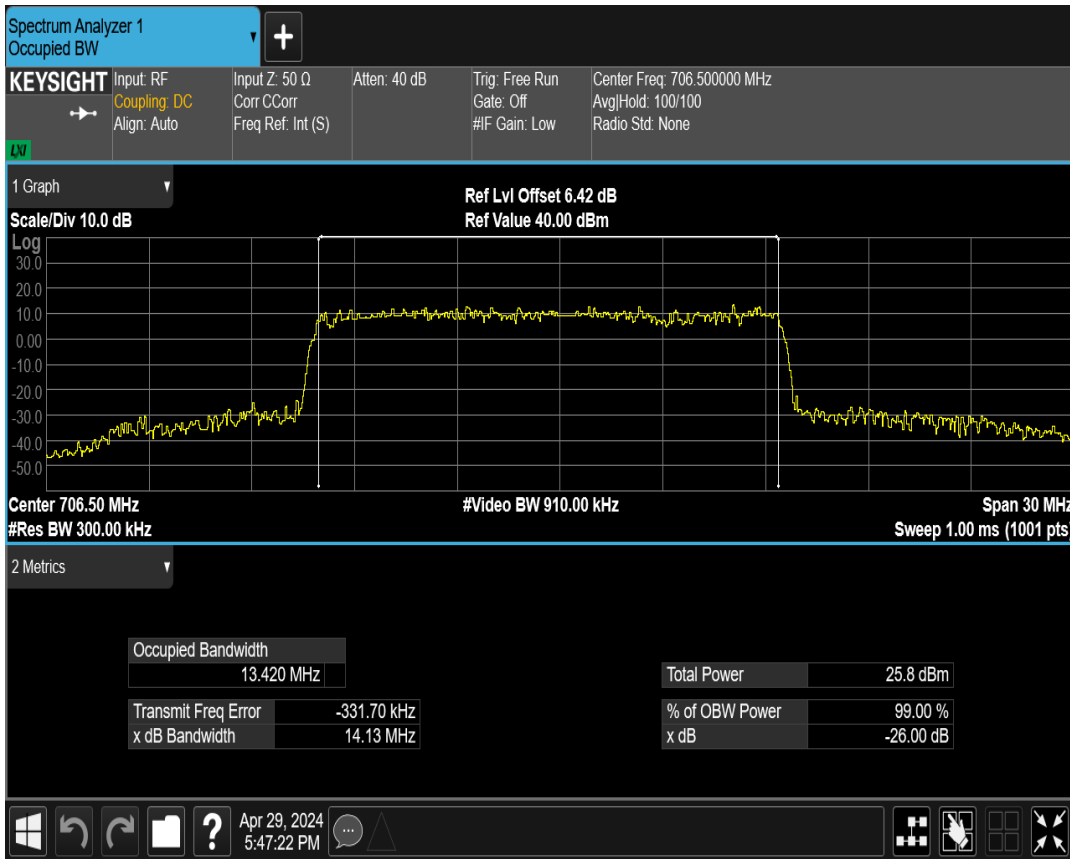 Spectrum Analyzer 1
Occupied BW
+
KEYSIGHT
LXI
Input: RF
Coupling: DC
Align: Auto
Input Z: 50 Ω
Corr CCorr
Freq Ref: Int (S)
Atten: 40 dB
Trig: Free Run
Gate: Off
#IF Gain: Low
Center Freq: 706.500000 MHz
Avg|Hold: 100/100
Radio Std: None
1 Graph
Scale/Div 10.0 dB
Ref Lvl Offset 6.42 dB
Ref Value 40.00 dBm
Log
30.0
20.0
10.0
0.00
-10.0
-20.0
-30.0
-40.0
-50.0
Center 706.50 MHz
#Video BW 910.00 kHz
Span 30 MHz
#Res BW 300.00 kHz
Sweep 1.00 ms (1001 pts)
2 Metrics
Occupied Bandwidth
13.420 MHz
Transmit Freq Error -331.70 kHz
x dB Bandwidth 14.13 MHz
Total Power 25.8 dBm
% of OBW Power 99.00 %
x dB -26.00 dB
?
Apr 29, 2024
5:47:22 PM